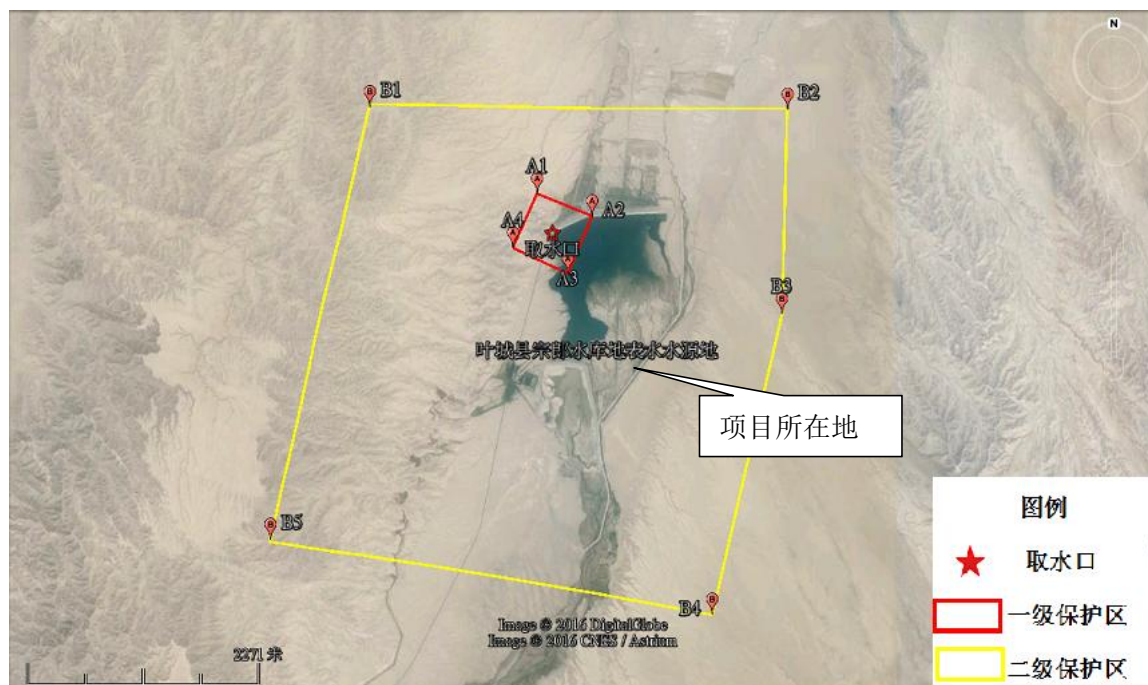 N
B1
B2
A1
A2
A4
取水口
A3
B3
叶城县宗郎水库地表水水源地
项目所在地
B5
B4
Image © 2016 DigitalGlobe
Image © 2016 CNES / Astrium
2271 米
图例
取水口
一级保护区
二级保护区